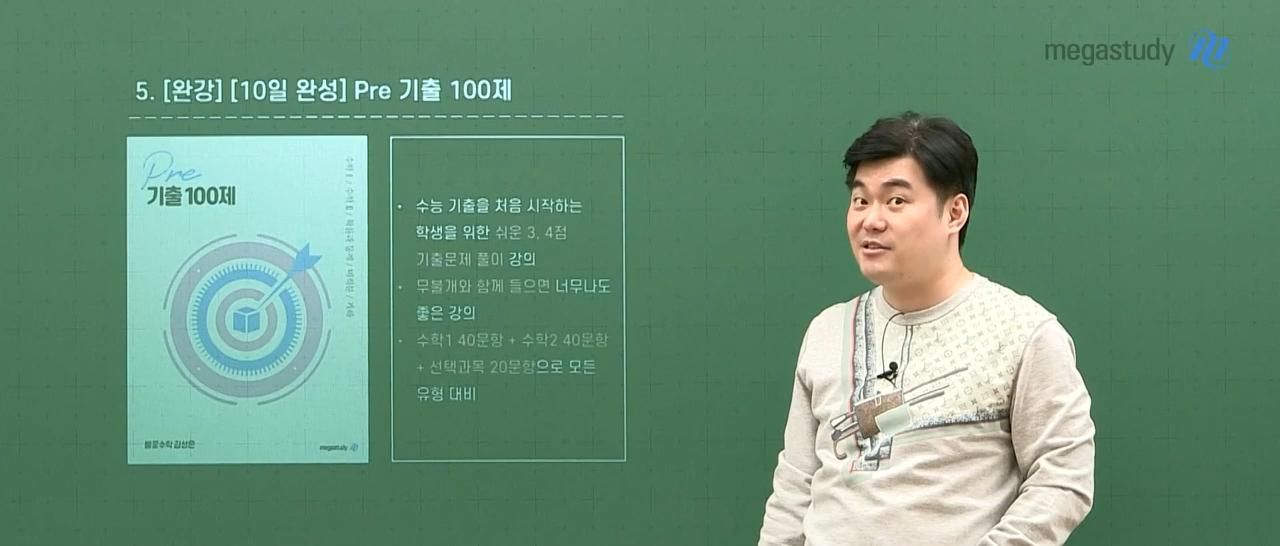 megastudy
5. [완강] [10일 완성] Pre 기출 100제
Pre
기출 100제
수학 I / 수학 II / 확률과 통계 / 미적분 / 기하
쌩문수학 김성은
megastudy
• 수능 기출을 처음 시작하는
학생을 위한 쉬운 3, 4점
기출문제 풀이 강의
• 무불개와 함께 들으면 너무나도
좋은 강의
• 수학1 40문항 + 수학2 40문항
+ 선택과목 20문항으로 모든
유형 대비